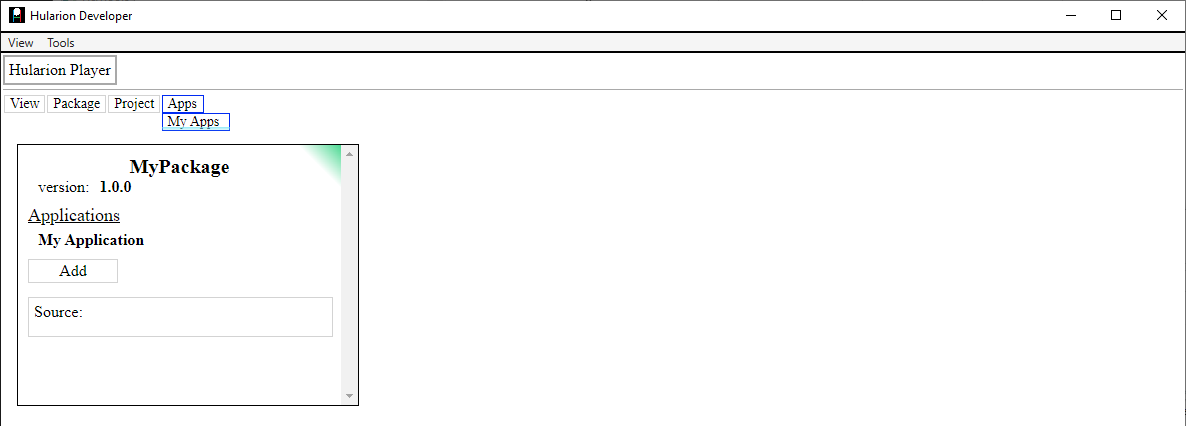 Hularion Developer
View Tools
Hularion Player
View Package Project Apps
My Apps
MyPackage
version: 1.0.0
Applications
My Application
Add
Source: